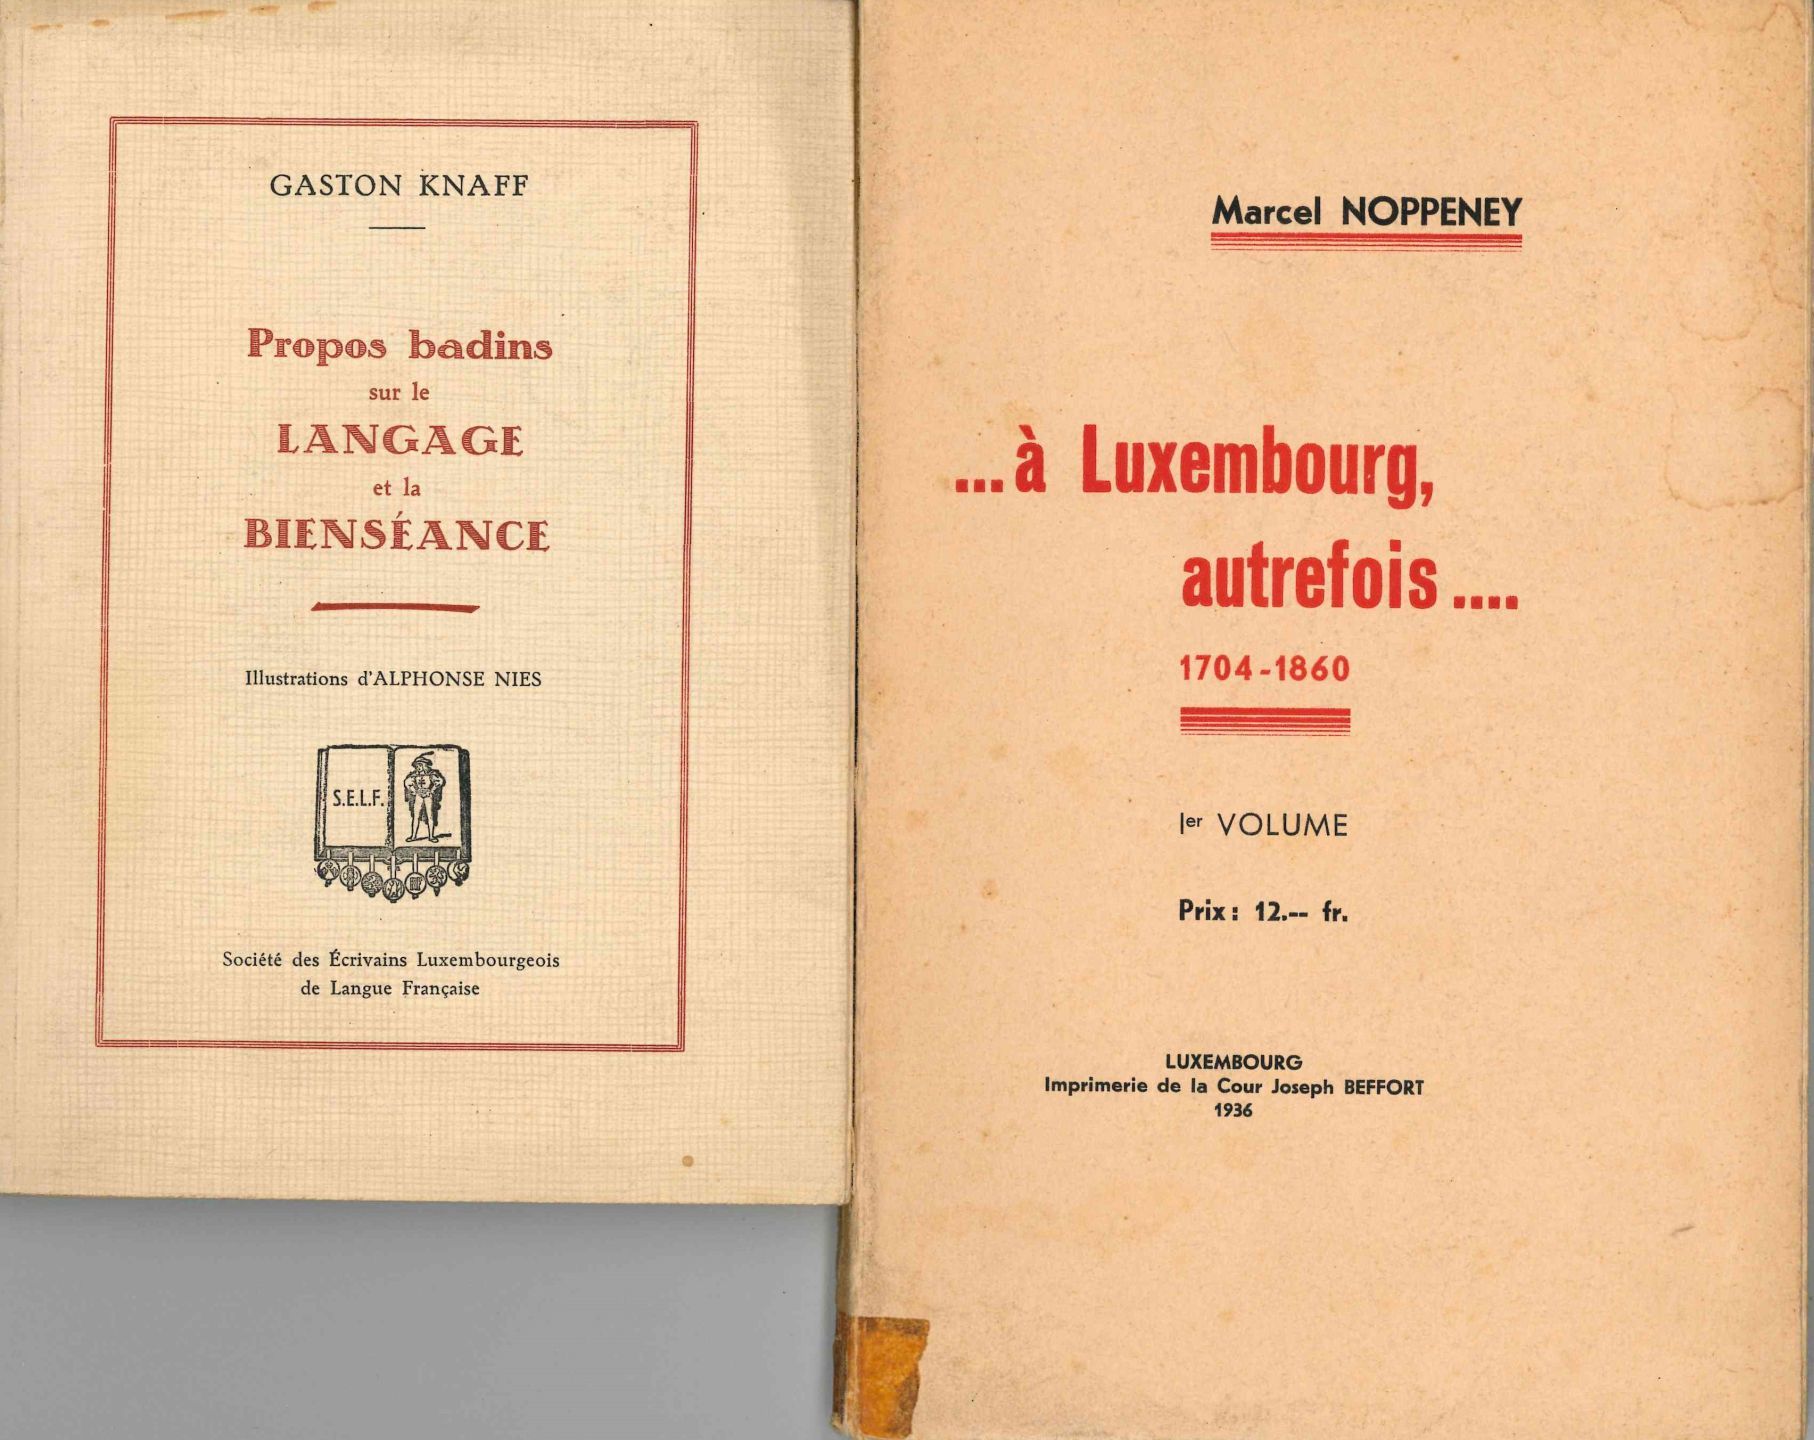 GASTON KNAFF
Propos badins
sur le
LANGAGE
et la
BIENSÉANCE
Illustrations d'ALPHONSE NIES
S.E.L.F.
Société des Écrivains Luxembourgeois
de Langue Française
Marcel NOPPENEY
...à Luxembourg,
autrefois....
1704-1860
Ier VOLUME
Prix: 12.-- fr.
LUXEMBOURG
Imprimerie de la Cour Joseph BEFFORT
1936